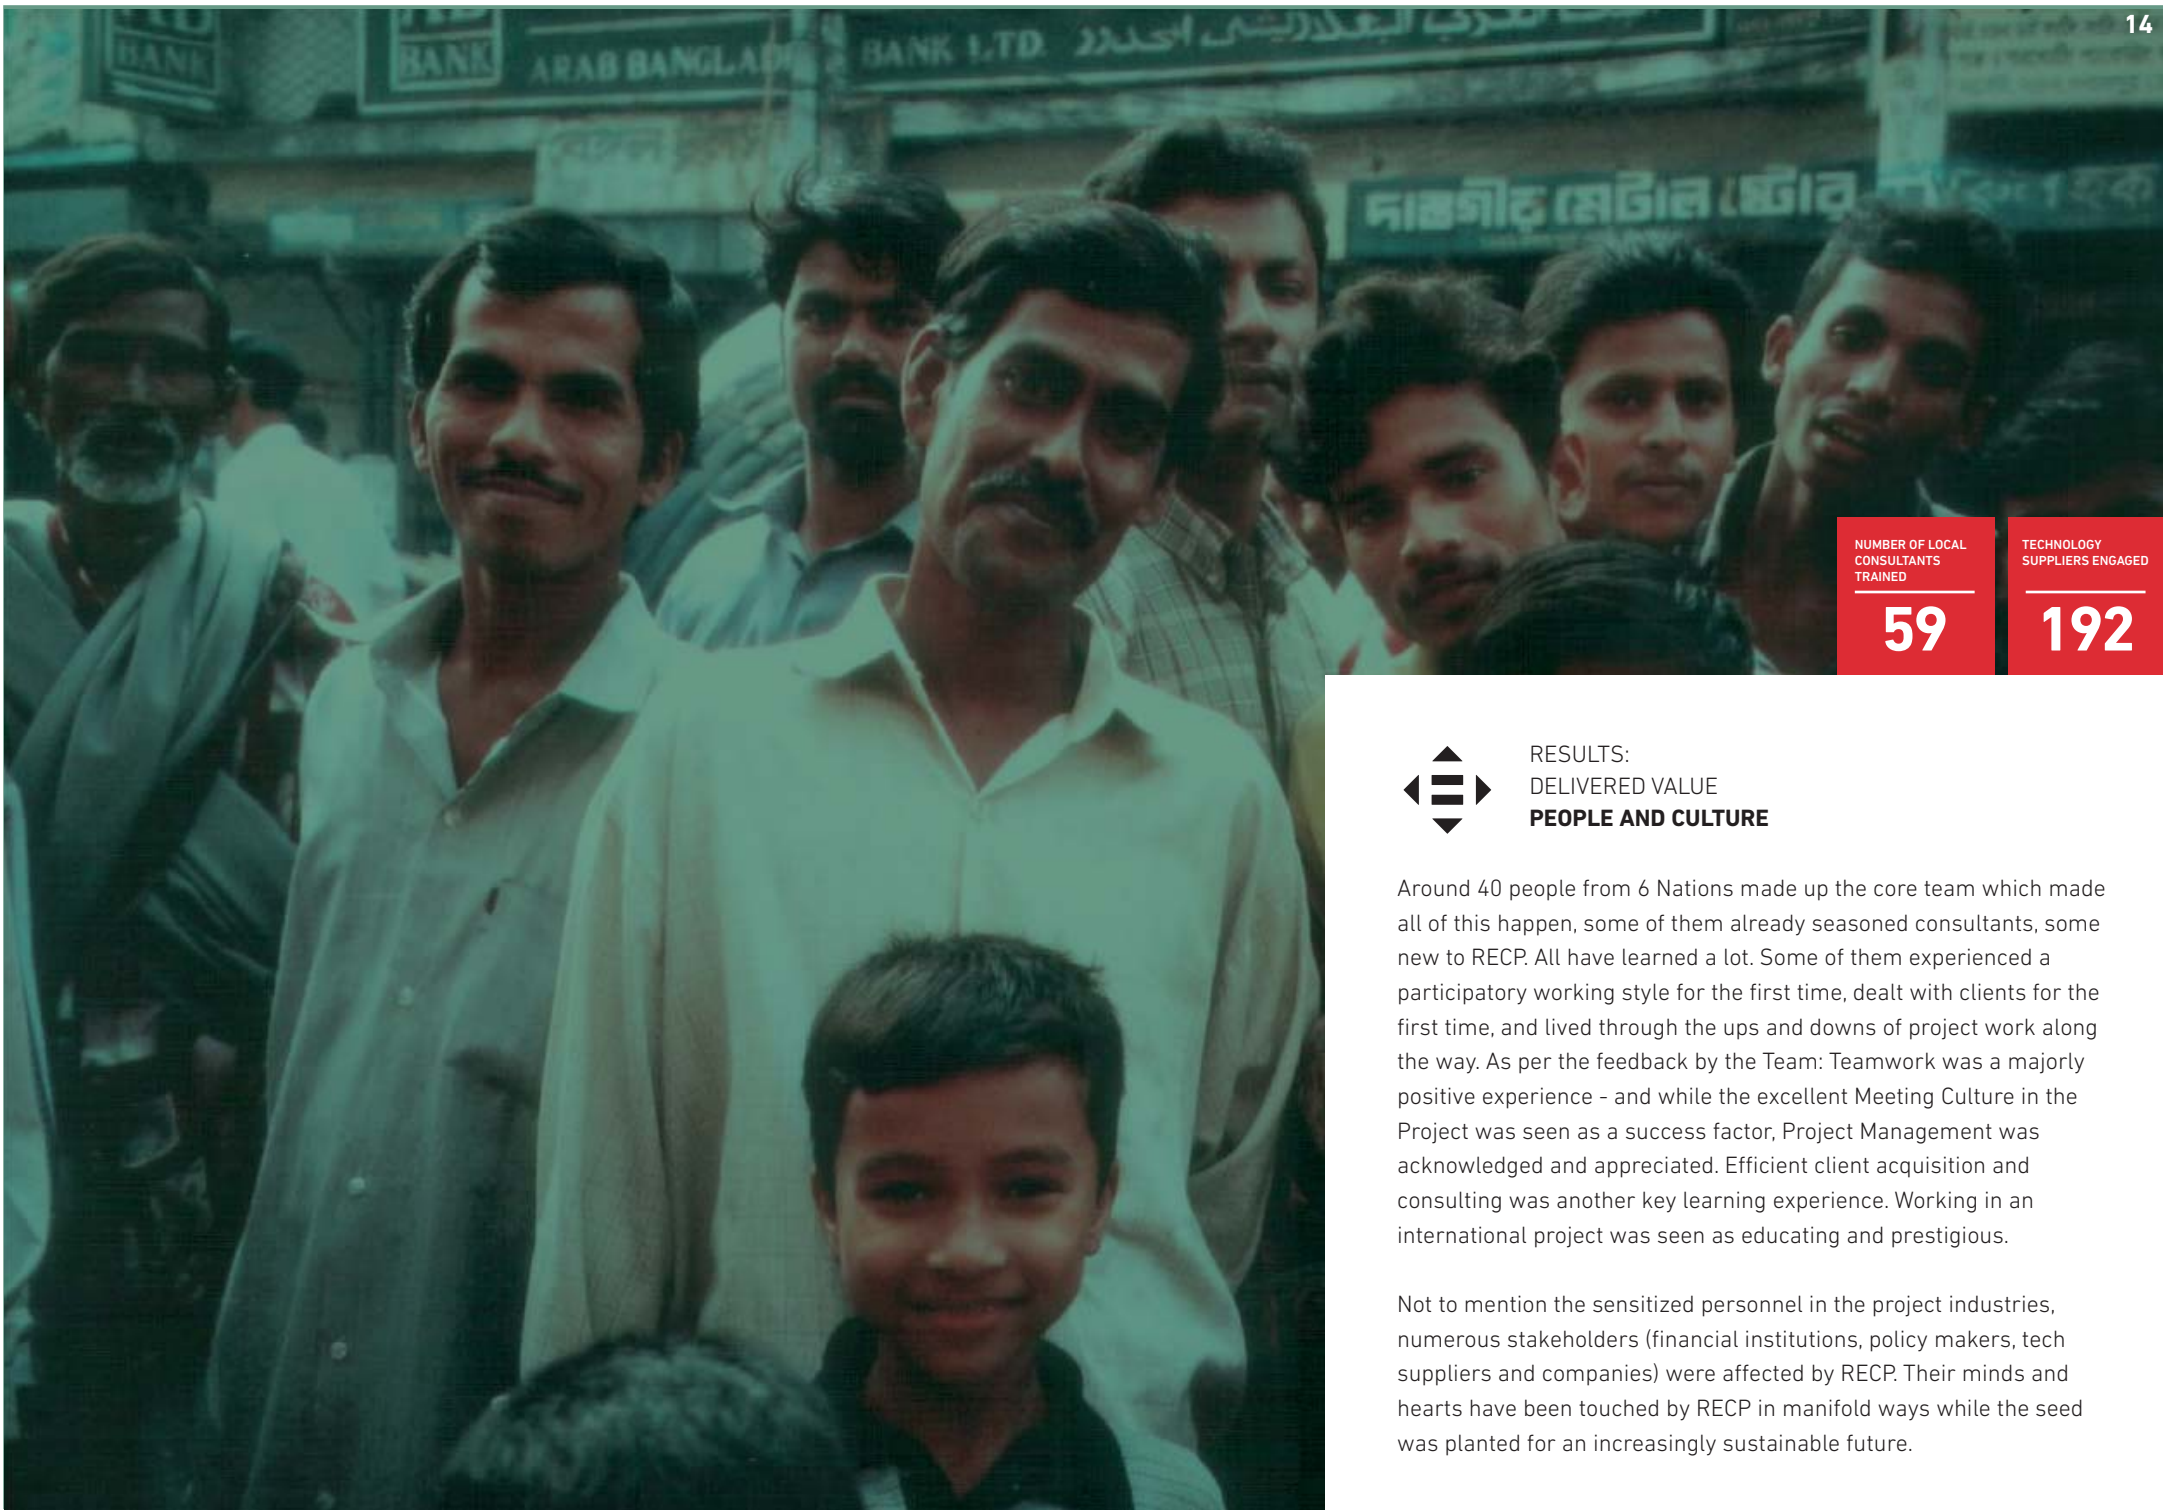 14
BANK
BANK
ARAB BANGLA
BANK LTD.
মেটাল ষ্টোর
NUMBER OF LOCAL
CONSULTANTS
TRAINED
59
TECHNOLOGY
SUPPLIERS ENGAGED
192
RESULTS:
DELIVERED VALUE
PEOPLE AND CULTURE
Around 40 people from 6 Nations made up the core team which made
all of this happen, some of them already seasoned consultants, some
new to RECP. All have learned a lot. Some of them experienced a
participatory working style for the first time, dealt with clients for the
first time, and lived through the ups and downs of project work along
the way. As per the feedback by the Team: Teamwork was a majorly
positive experience - and while the excellent Meeting Culture in the
Project was seen as a success factor, Project Management was
acknowledged and appreciated. Efficient client acquisition and
consulting was another key learning experience. Working in an
international project was seen as educating and prestigious.
Not to mention the sensitized personnel in the project industries,
numerous stakeholders (financial institutions, policy makers, tech
suppliers and companies) were affected by RECP. Their minds and
hearts have been touched by RECP in manifold ways while the seed
was planted for an increasingly sustainable future.